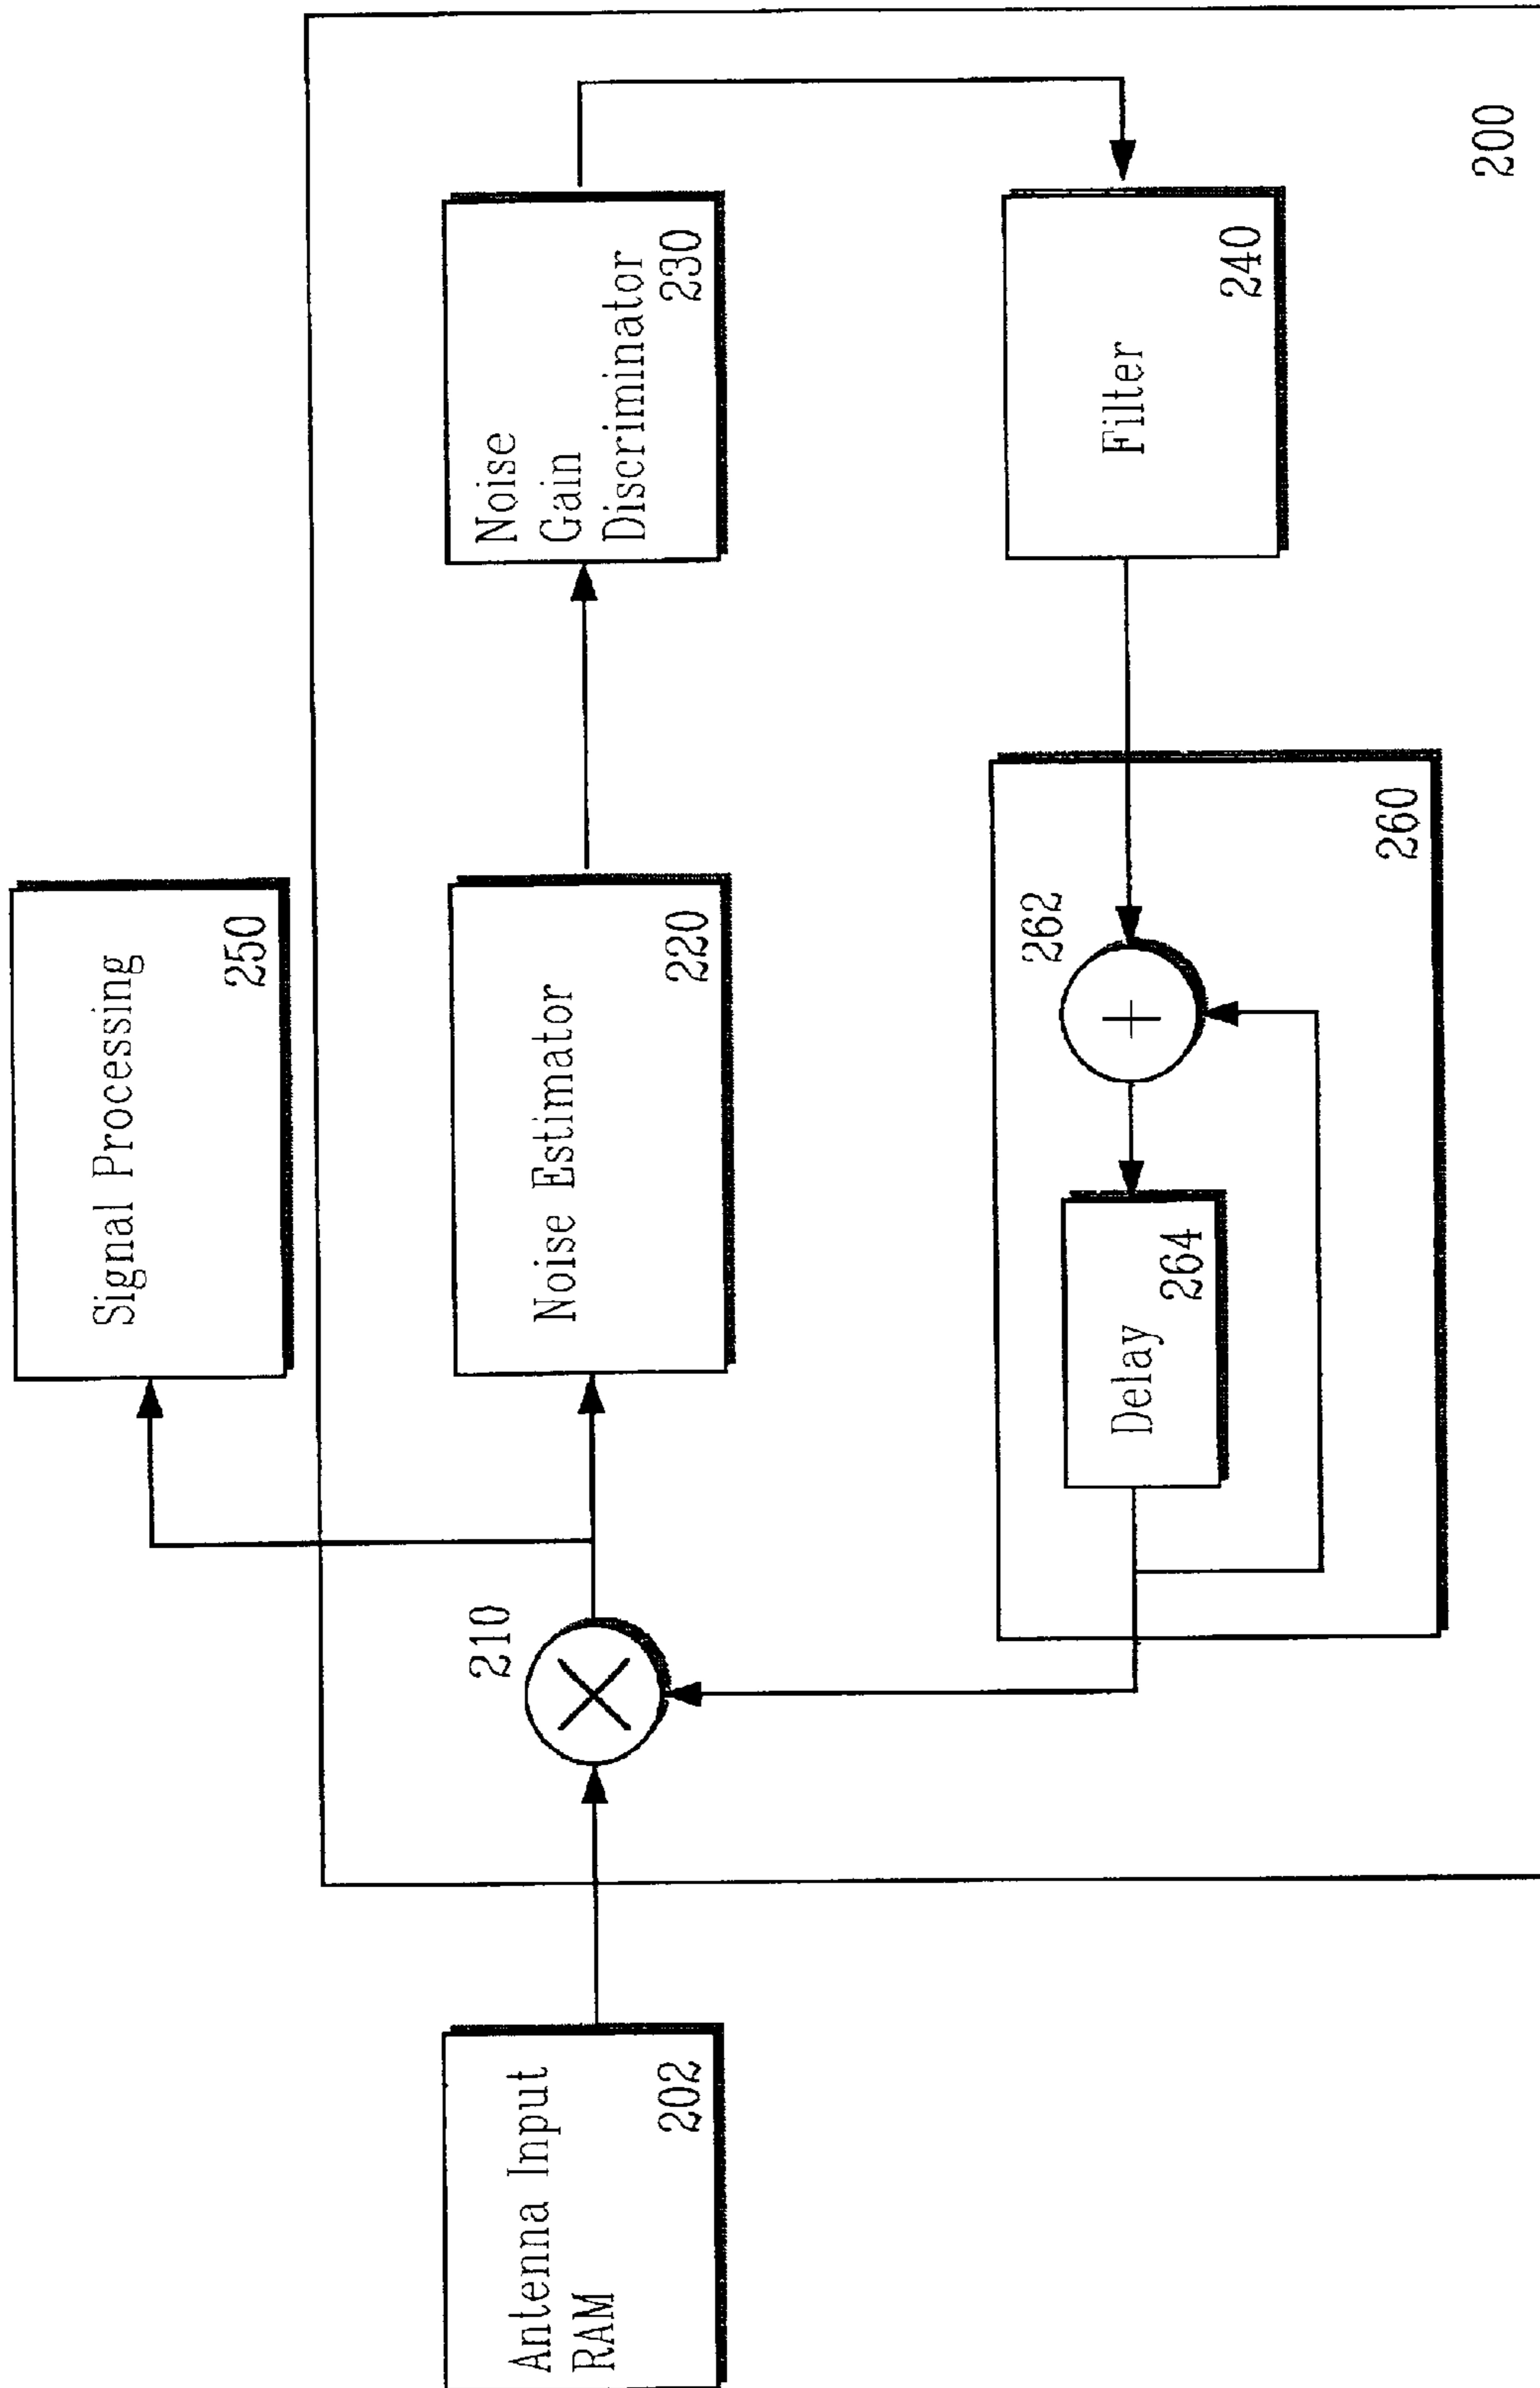 Signal Processing
250
Antenna Input
RAM
202
210
Noise Estimator
220
Noise
Gain
Discriminator
230
Delay
264
+
262
260
Filter
240
200